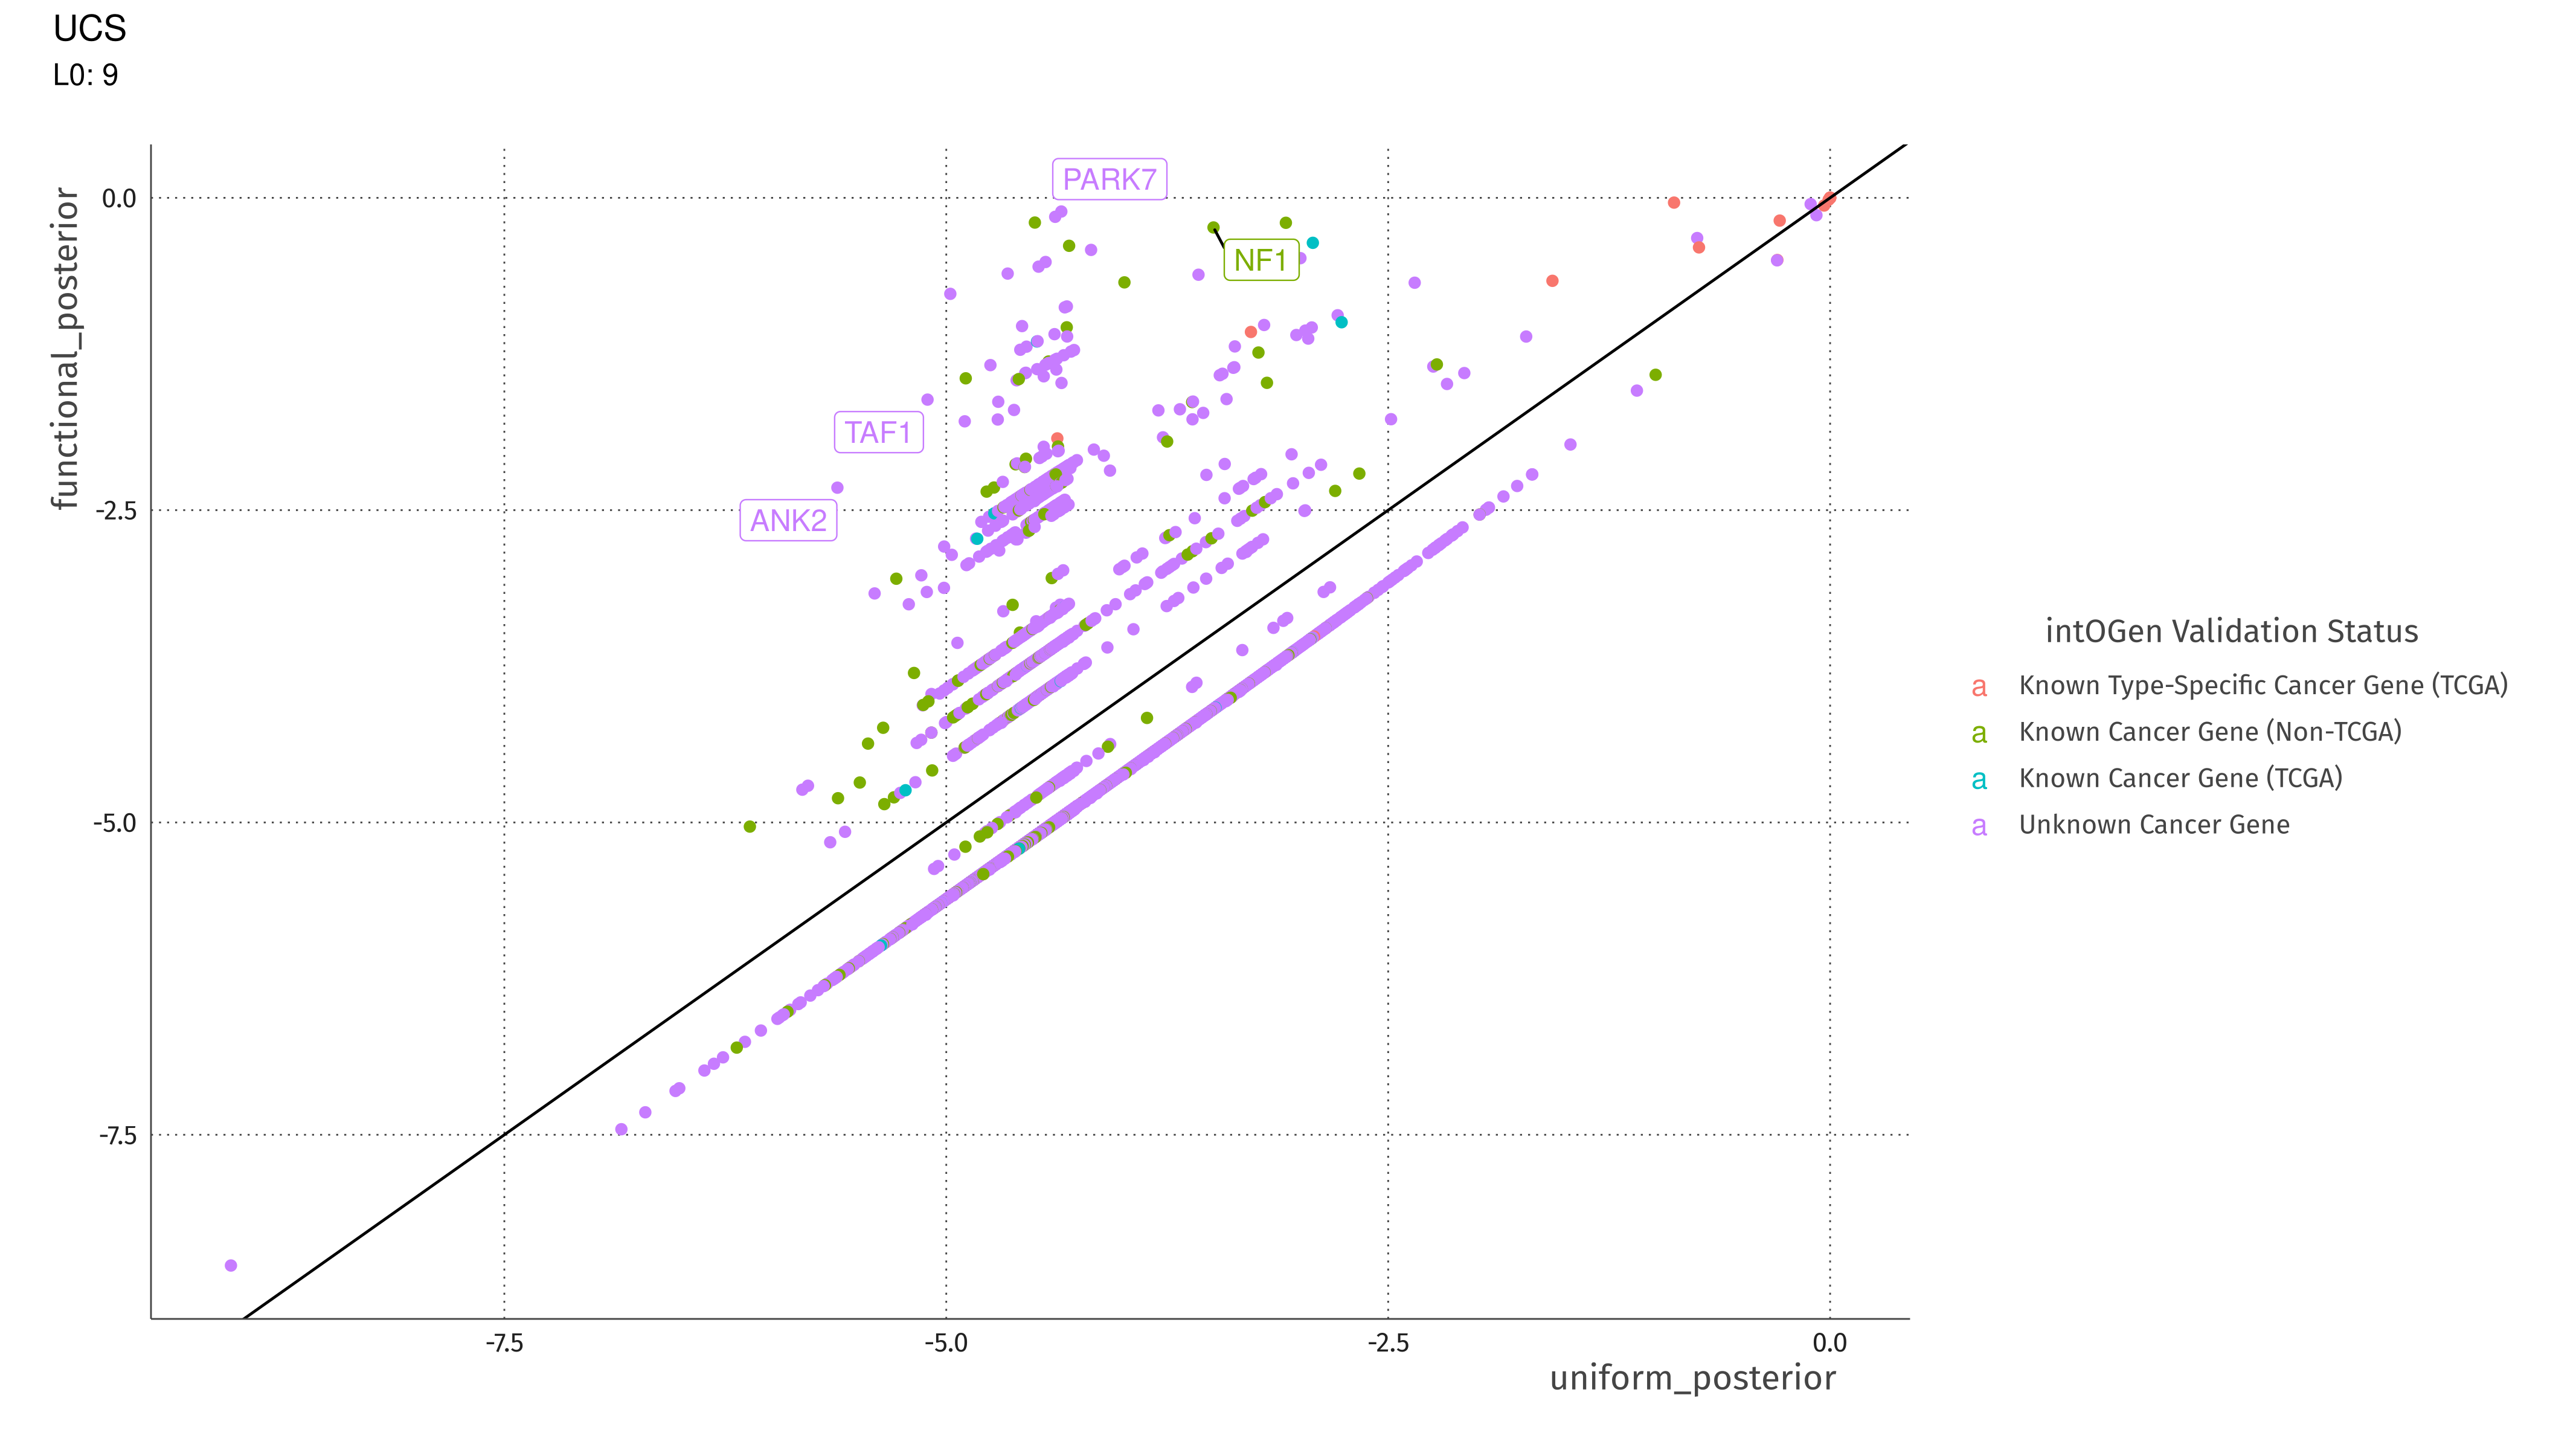 UCS
L0: 9
PARK7
NF1
TAF1
ANK2
functional_posterior
0.0
-2.5
-5.0
-7.5
-7.5
-5.0
-2.5
0.0
uniform_posterior
intOGen Validation Status
a Known Type-Specific Cancer Gene (TCGA)
a Known Cancer Gene (Non-TCGA)
a Known Cancer Gene (TCGA)
a Unknown Cancer Gene